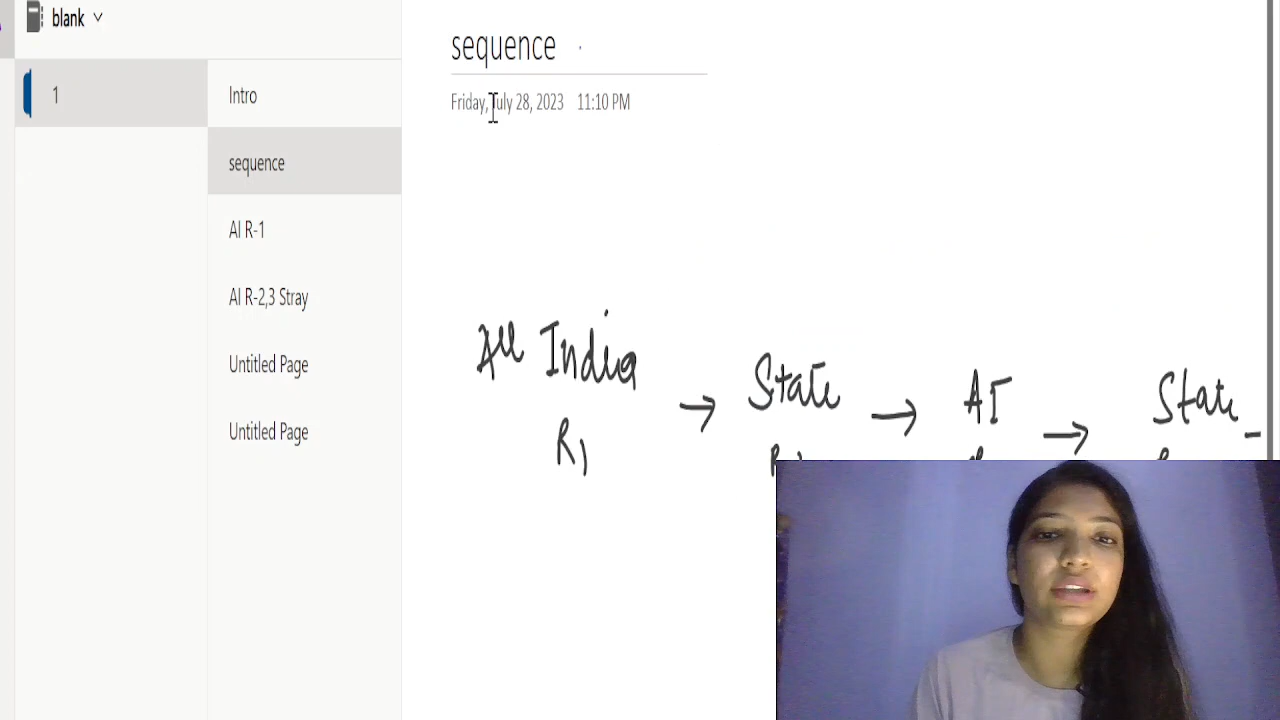 blank
1
Intro
sequence
AI R-1
AI R-2,3 Stray
Untitled Page
Untitled Page
sequence
Friday, July 28, 2023 11:10 PM
All India → State → AI → State
R1